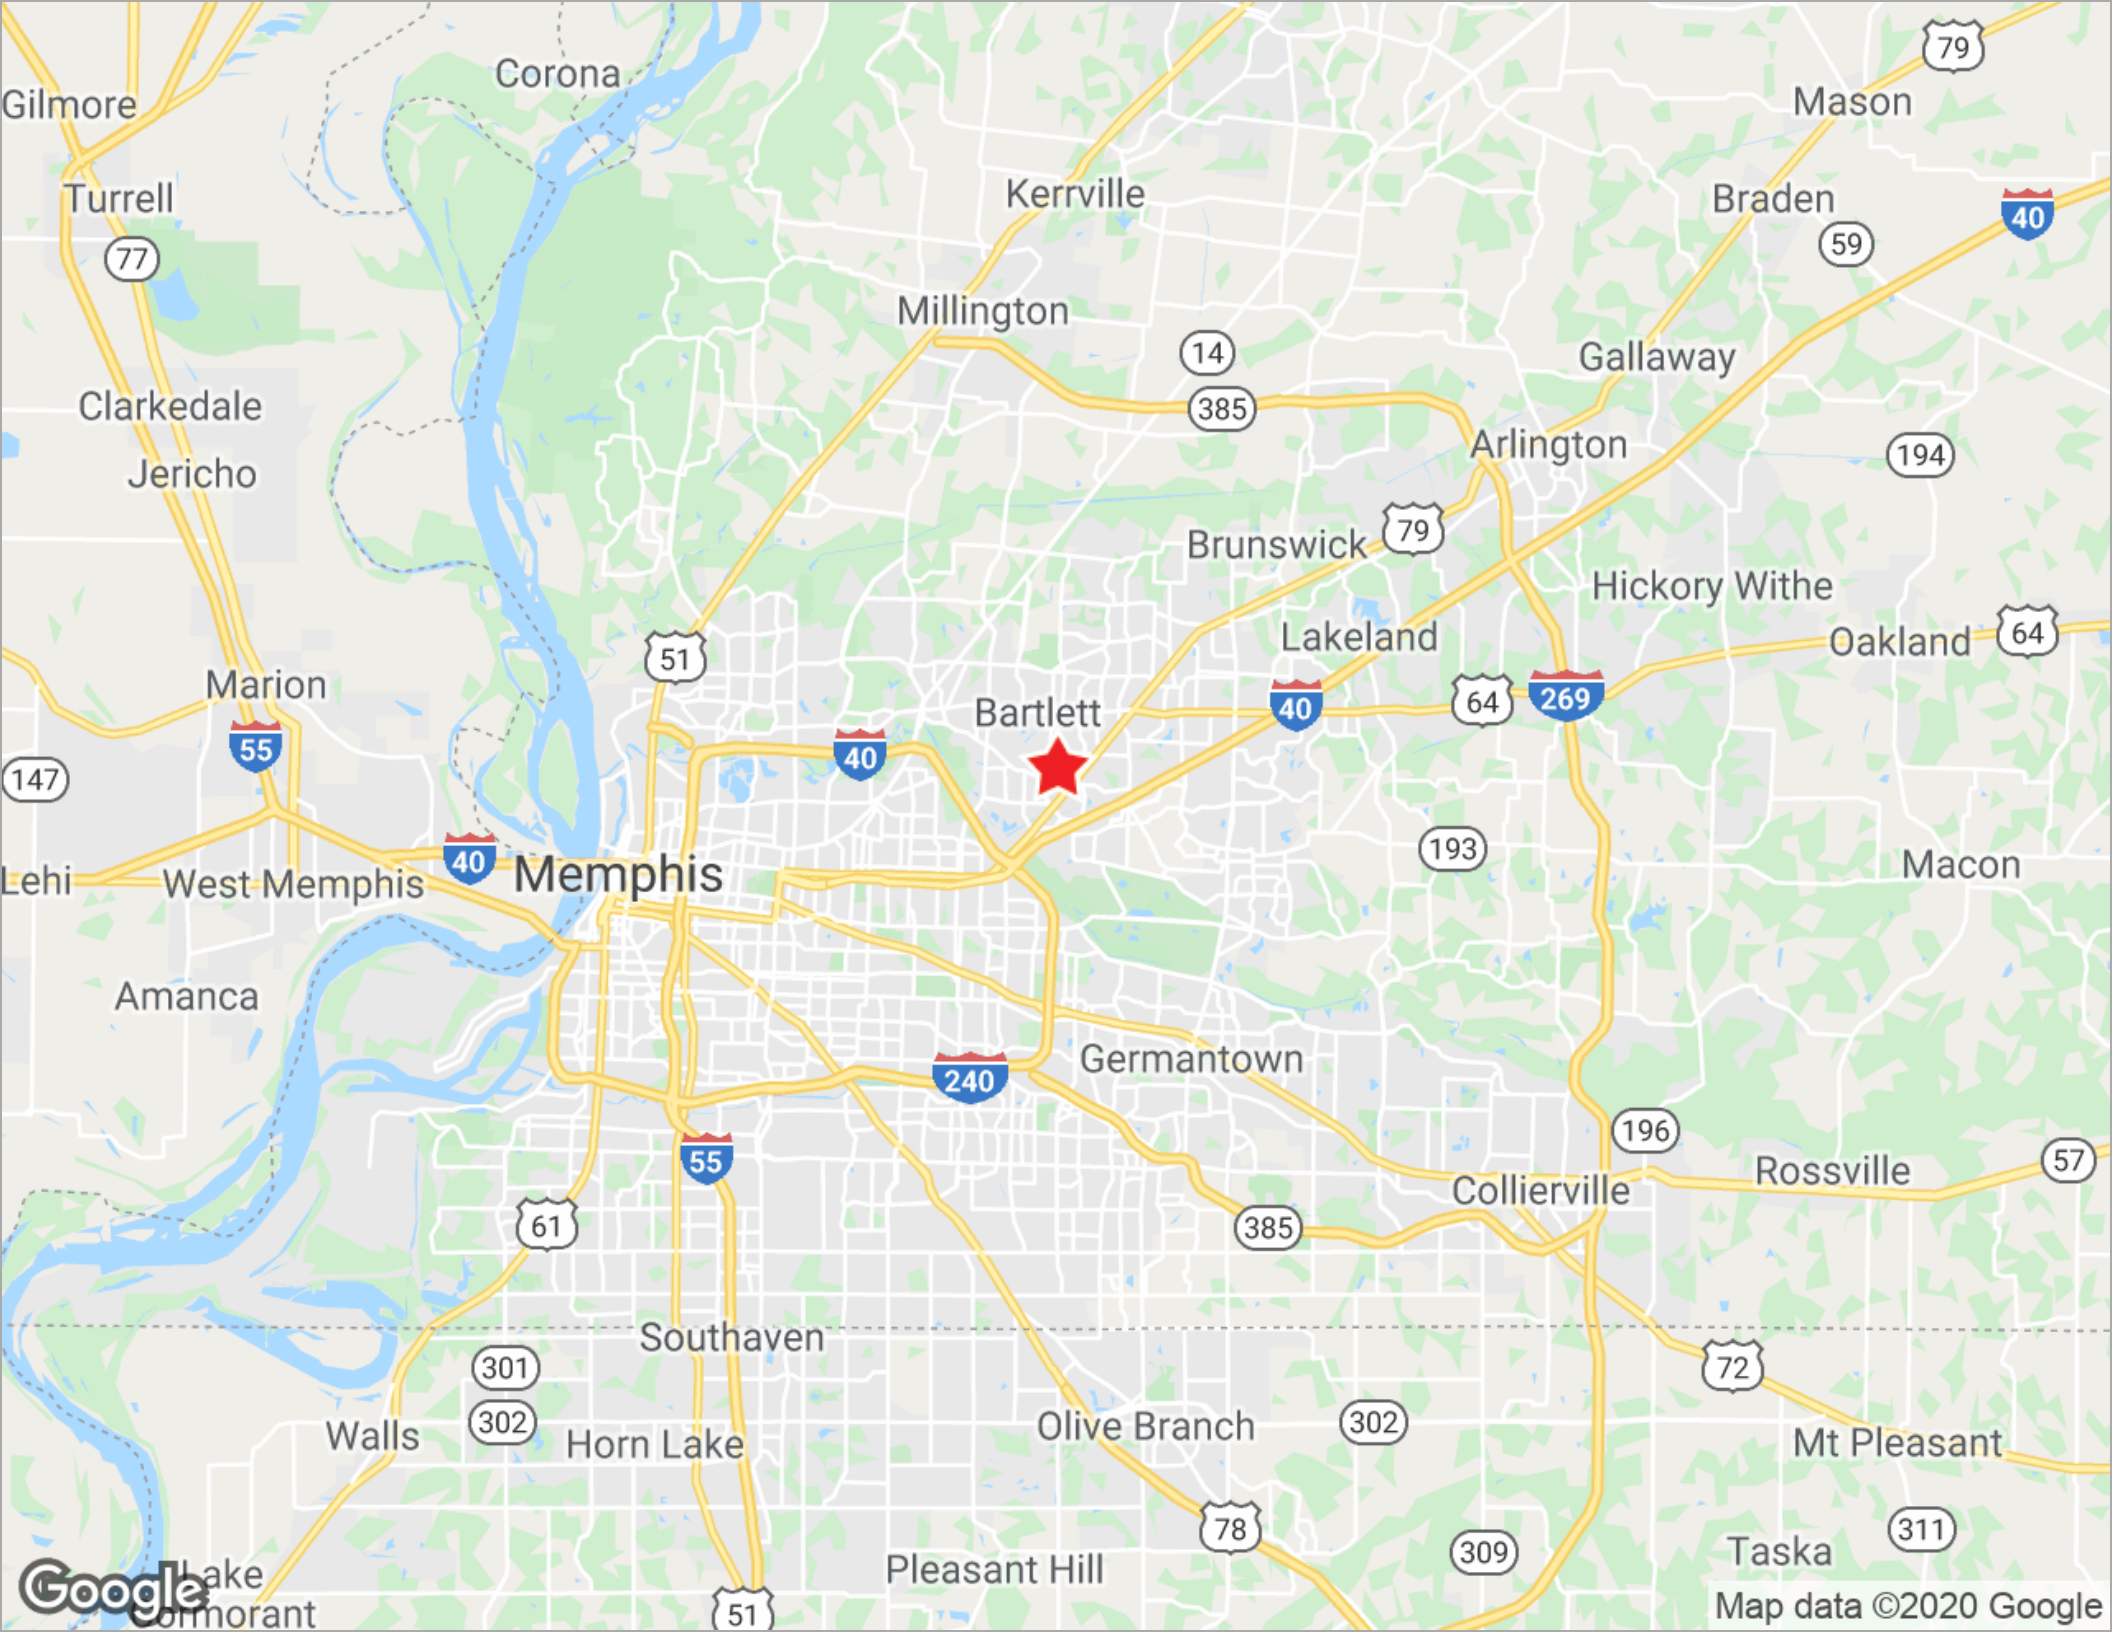 79
Corona
Mason
Gilmore
Kerrville
Turrell
Braden
40
59
77
Millington
14
Gallaway
385
Clarkedale
Arlington
194
Jericho
79
Brunswick
Hickory Withe
Lakeland
64
Oakland
51
Marion
64
269
40
Bartlett
55
40
147
193
40
Macon
Memphis
Lehi
West Memphis
Amanca
Germantown
240
196
55
57
Rossville
Collierville
61
385
Southaven
301
72
302
Olive Branch
302
Walls
Horn Lake
Mt Pleasant
78
311
Taska
309
Pleasant Hill
Lake
Cormorant
Google
51
Map data ©2020 Google